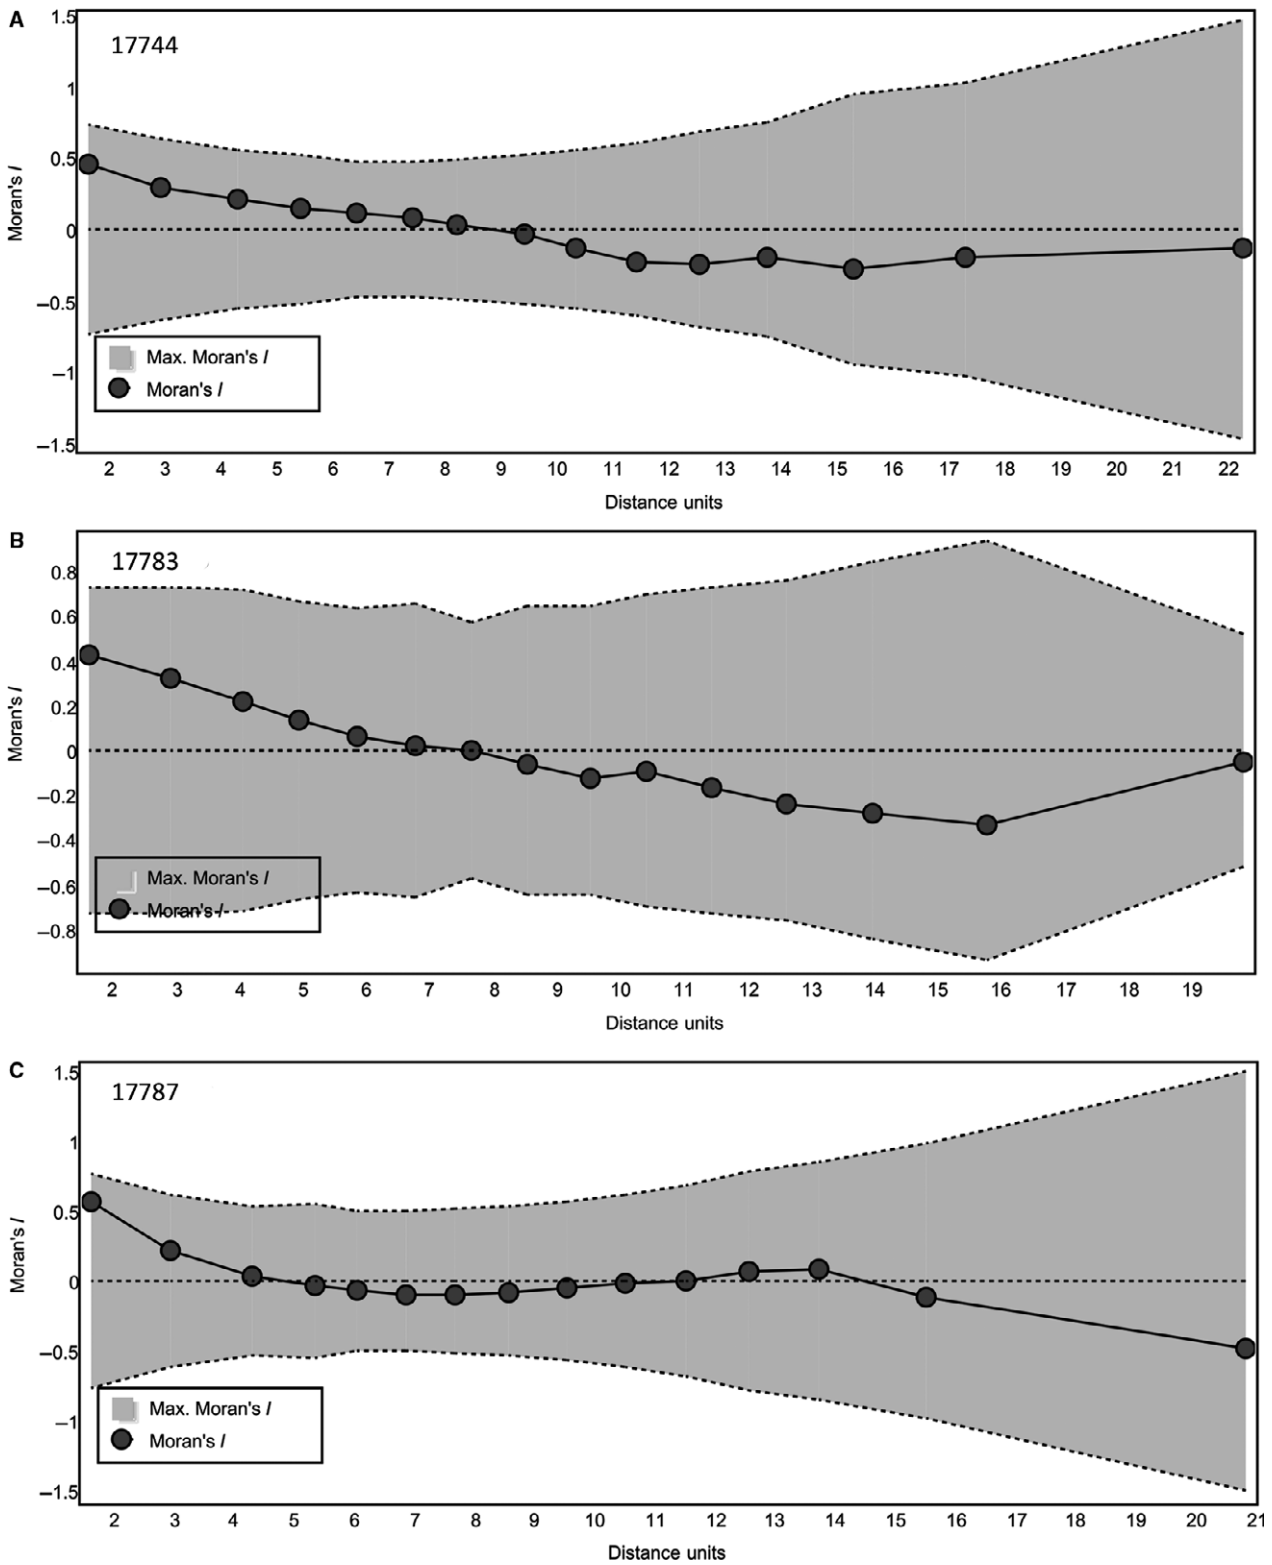 A
17744
1.5
1
0.5
0
–0.5
–1
–1.5
Moran's I
Max. Moran's I
Moran's I
2 3 4 5 6 7 8 9 10 11 12 13 14 15 16 17 18 19 20 21 22
Distance units
B
17783
0.8
0.6
0.4
0.2
0
–0.2
–0.4
–0.6
–0.8
Moran's I
Max. Moran's I
Moran's I
2 3 4 5 6 7 8 9 10 11 12 13 14 15 16 17 18 19
Distance units
C
17787
1.5
1
0.5
0
–0.5
–1
–1.5
Moran's I
Max. Moran's I
Moran's I
2 3 4 5 6 7 8 9 10 11 12 13 14 15 16 17 18 19 20 21
Distance units